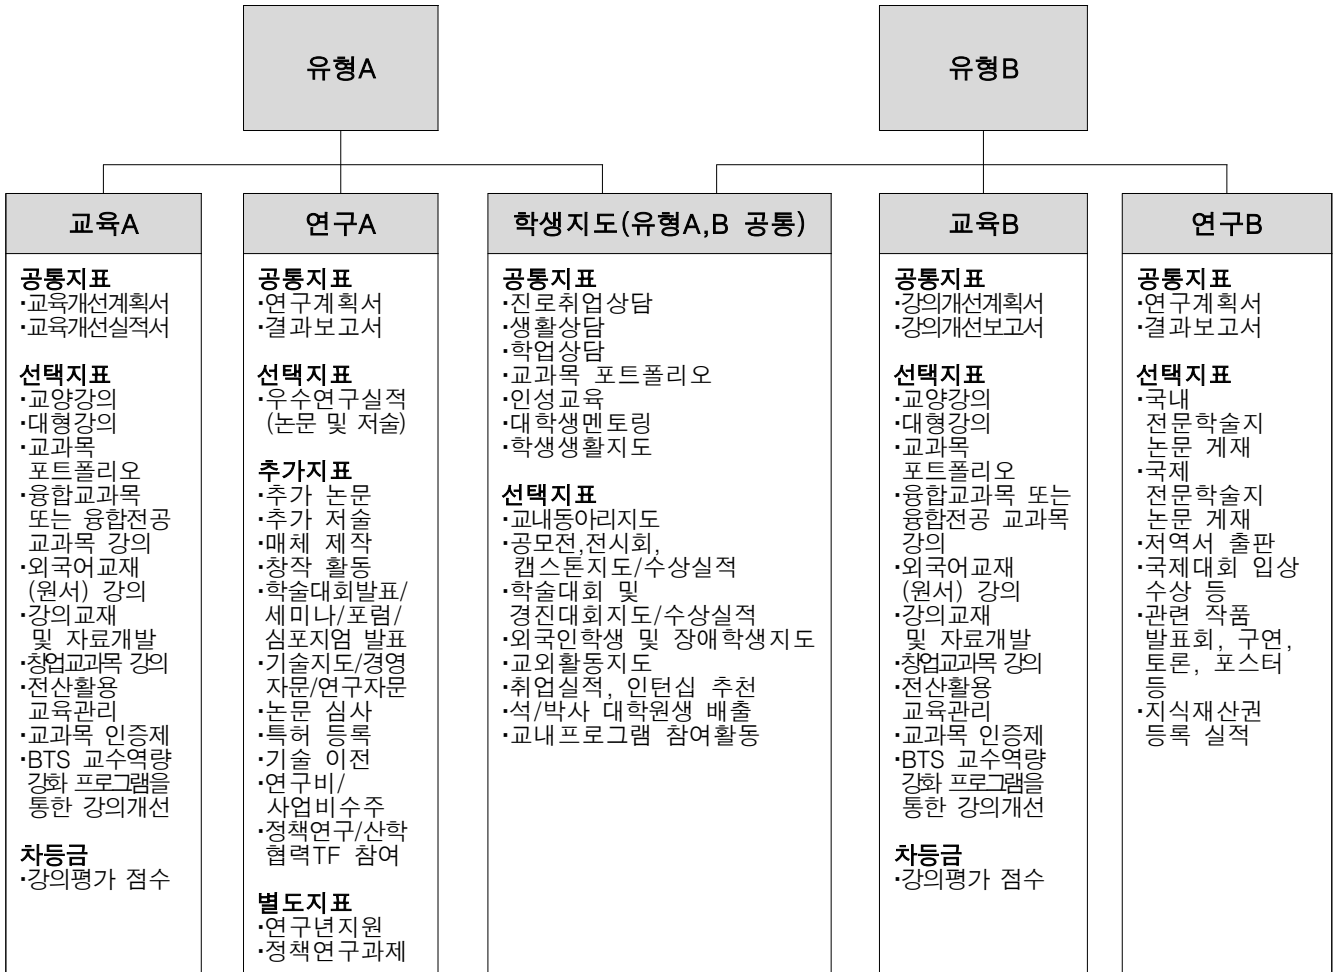 유형A
유형B
교육A
연구A
학생지도(유형A,B 공통)
교육B
연구B
공통지표
·교육개선계획서
·교육개선실적서
선택지표
·교양강의
·대형강의
·교과목
포트폴리오
·융합교과목
또는 융합전공
교과목 강의
·외국어교재
(원서) 강의
·강의교재
및 자료개발
·창업교과목 강의
·전산활용
교육관리
·교과목 인증제
·BTS 교수역량
강화 프로그램을
통한 강의개선
차등금
·강의평가 점수
공통지표
·연구계획서
·결과보고서
선택지표
·우수연구실적
(논문 및 저술)
추가지표
·추가 논문
·추가 저술
·매체 제작
·창작 활동
·학술대회발표/
세미나/포럼/
심포지엄 발표
·기술지도/경영
자문/연구자문
·논문 심사
·특허 등록
·기술 이전
·연구비/
사업비수주
·정책연구/산학
협력TF 참여
별도지표
·연구년지원
·정책연구과제
공통지표
·진로취업상담
·생활상담
·학업상담
·교과목 포트폴리오
·인성교육
·대학생멘토링
·학생생활지도
선택지표
·교내동아리지도
·공모전,전시회,
캡스톤지도/수상실적
·학술대회 및
경진대회지도/수상실적
·외국인학생 및 장애학생지도
·교외활동지도
·취업실적, 인턴십 추천
·석/박사 대학원생 배출
·교내프로그램 참여활동
공통지표
·강의개선계획서
·강의개선보고서
선택지표
·교양강의
·대형강의
·교과목
포트폴리오
·융합교과목 또는
융합전공 교과목
강의
·외국어교재
(원서) 강의
·강의교재
및 자료개발
·창업교과목 강의
·전산활용
교육관리
·교과목 인증제
·BTS 교수역량
강화 프로그램을
통한 강의개선
차등금
·강의평가 점수
공통지표
·연구계획서
·결과보고서
선택지표
·국내
전문학술지
논문 게재
·국제
전문학술지
논문 게재
·저역서 출판
·국제대회 입상
수상 등
·관련 작품
발표회, 구연,
토론, 포스터
등
·지식재산권
등록 실적